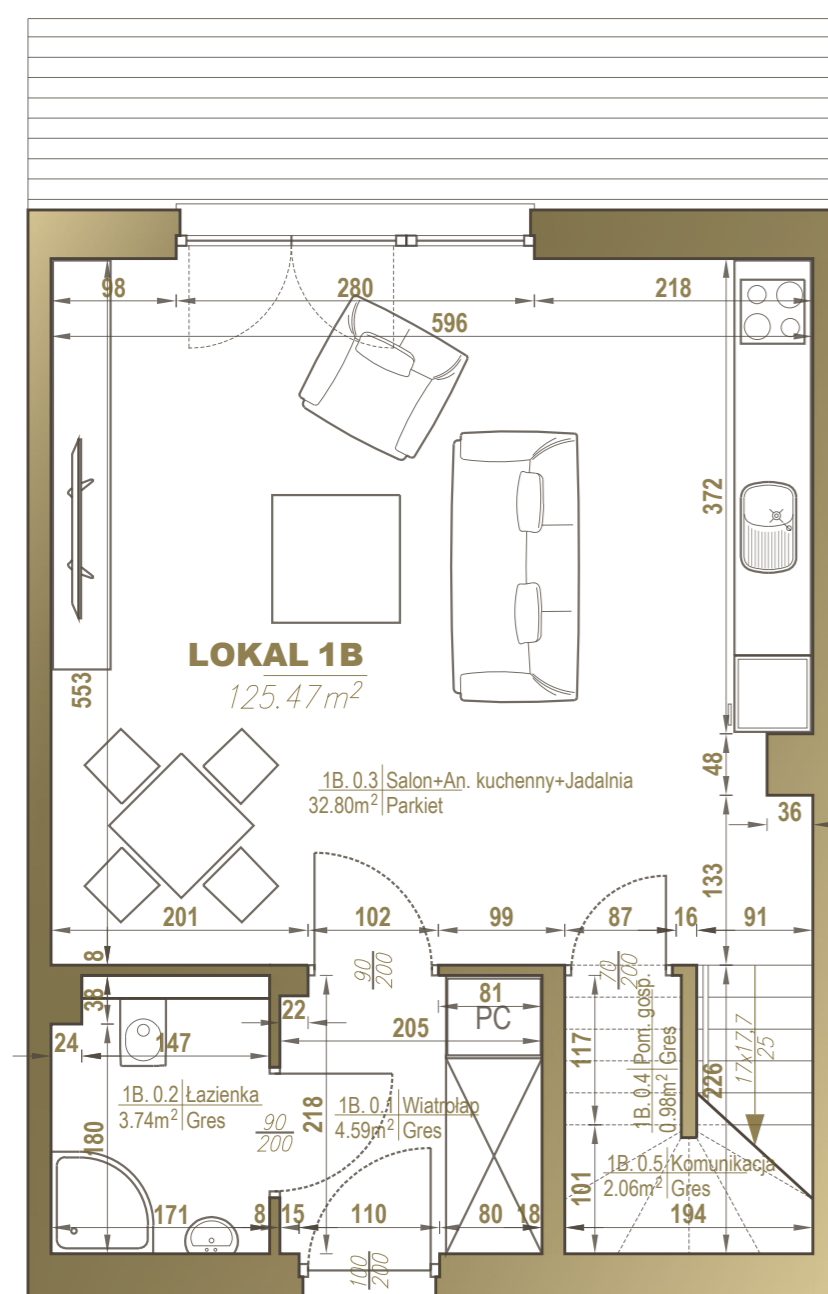 98 280 218
596
372
LOKAL 1B
125.47m²
553
1B. 0.3 Salon+An. kuchenny+Jadalnia
32.80m² Parkiet
48
36
133
201 102 99 87 16 91
8
90
200
70
200
38
22
81
PC
205
24 147
117
1B. 0.4 Pom. gosp.
0.98m² Gres
17x17,7
25
226
1B. 0.2 Łazienka
3.74m² Gres
90
200
218
1B. 0.1 Wiatrołap
4.59m² Gres
180
101
1B. 0.5 Komunikacja
2.06m² Gres
171 8 15 110 80 18 194
100
200